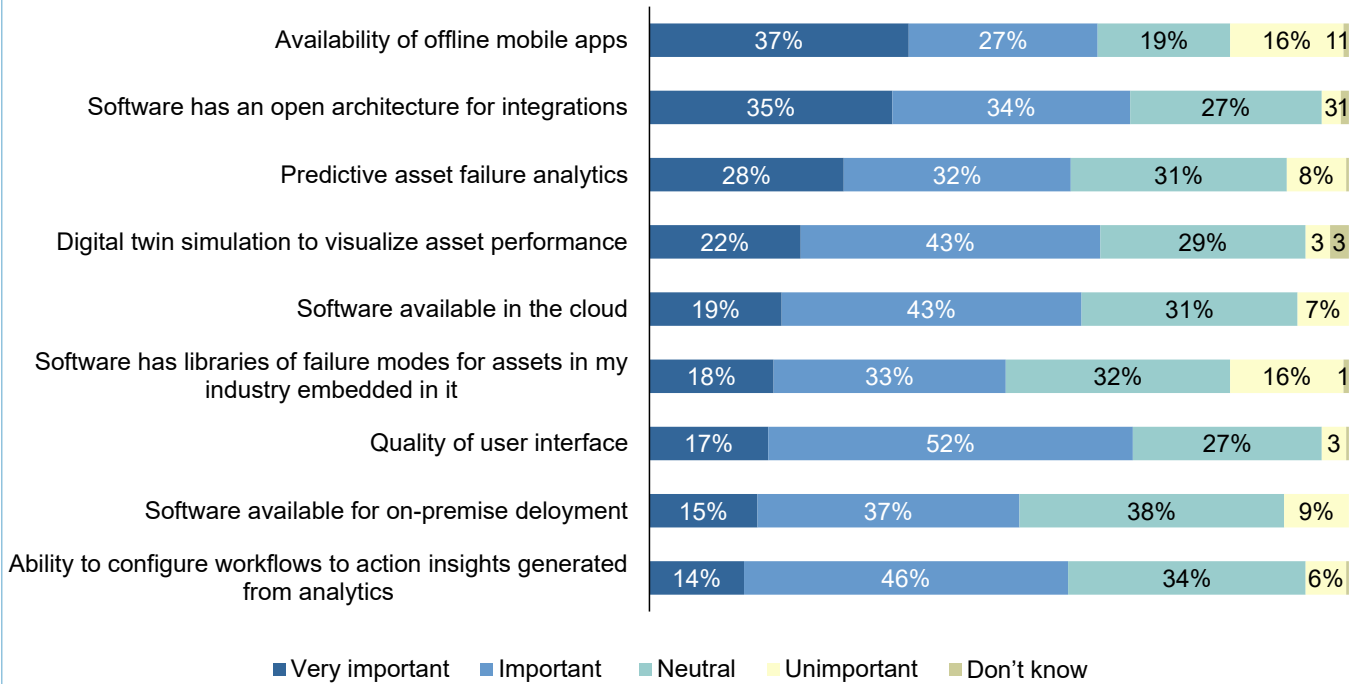 Availability of offline mobile apps 37% 27% 19% 16% 11
Software has an open architecture for integrations 35% 34% 27% 31
Predictive asset failure analytics 28% 32% 31% 8%
Digital twin simulation to visualize asset performance 22% 43% 29% 3 3
Software available in the cloud 19% 43% 31% 7%
Software has libraries of failure modes for assets in my
industry embedded in it 18% 33% 32% 16% 1
Quality of user interface 17% 52% 27% 3
Software available for on-premise deloyment 15% 37% 38% 9%
Ability to configure workflows to action insights generated
from analytics 14% 46% 34% 6%
Very important Important Neutral Unimportant Don’t know